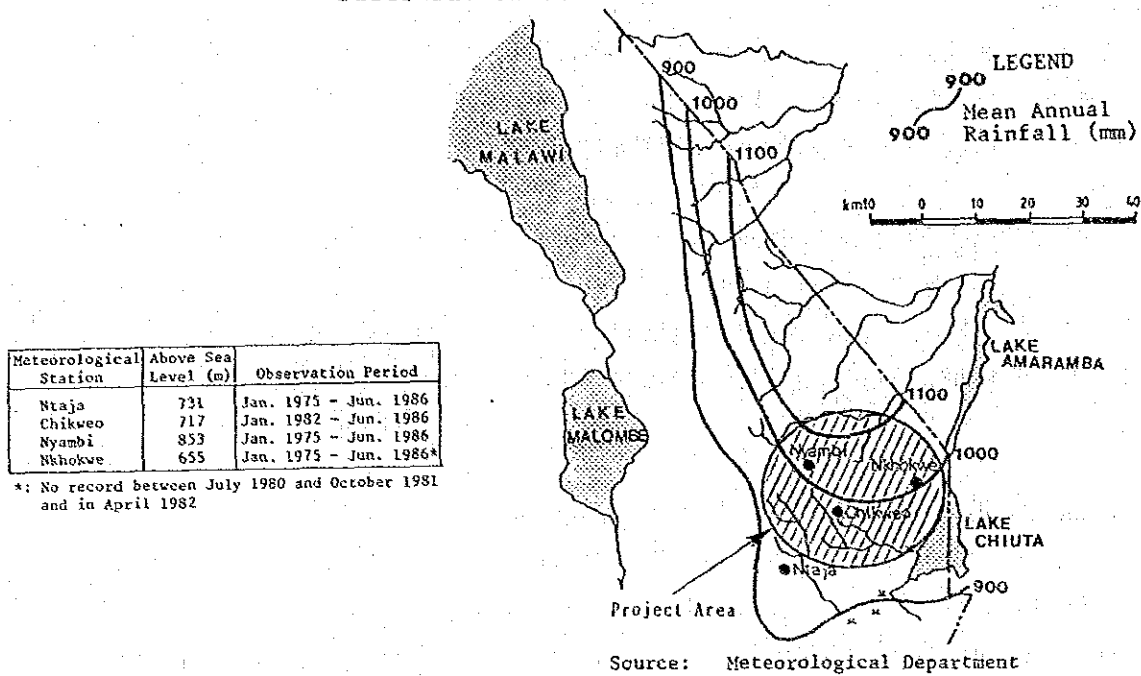 LEGEND
900
900
Mean Annual
Rainfall (mm)
km10 0 10 20 30 40
900
1000
1100
LAKE
MALAWI
LAKE
AMARAMBA
LAKE
MALOMBE
1100
1000
Nyambi
Nkhokwe
Chikweo
LAKE
CHIUTA
Ntaja
900
Project Area
Source: Meteorological Department
Meteorological Station Above Sea Level (m) Observation Period
Ntaja 731 Jan. 1975 - Jun. 1986
Chikweo 717 Jan. 1982 - Jun. 1986
Nyambi 853 Jan. 1975 - Jun. 1986
Nkhokwe 655 Jan. 1975 - Jun. 1986*
*: No record between July 1980 and October 1981
and in April 1982